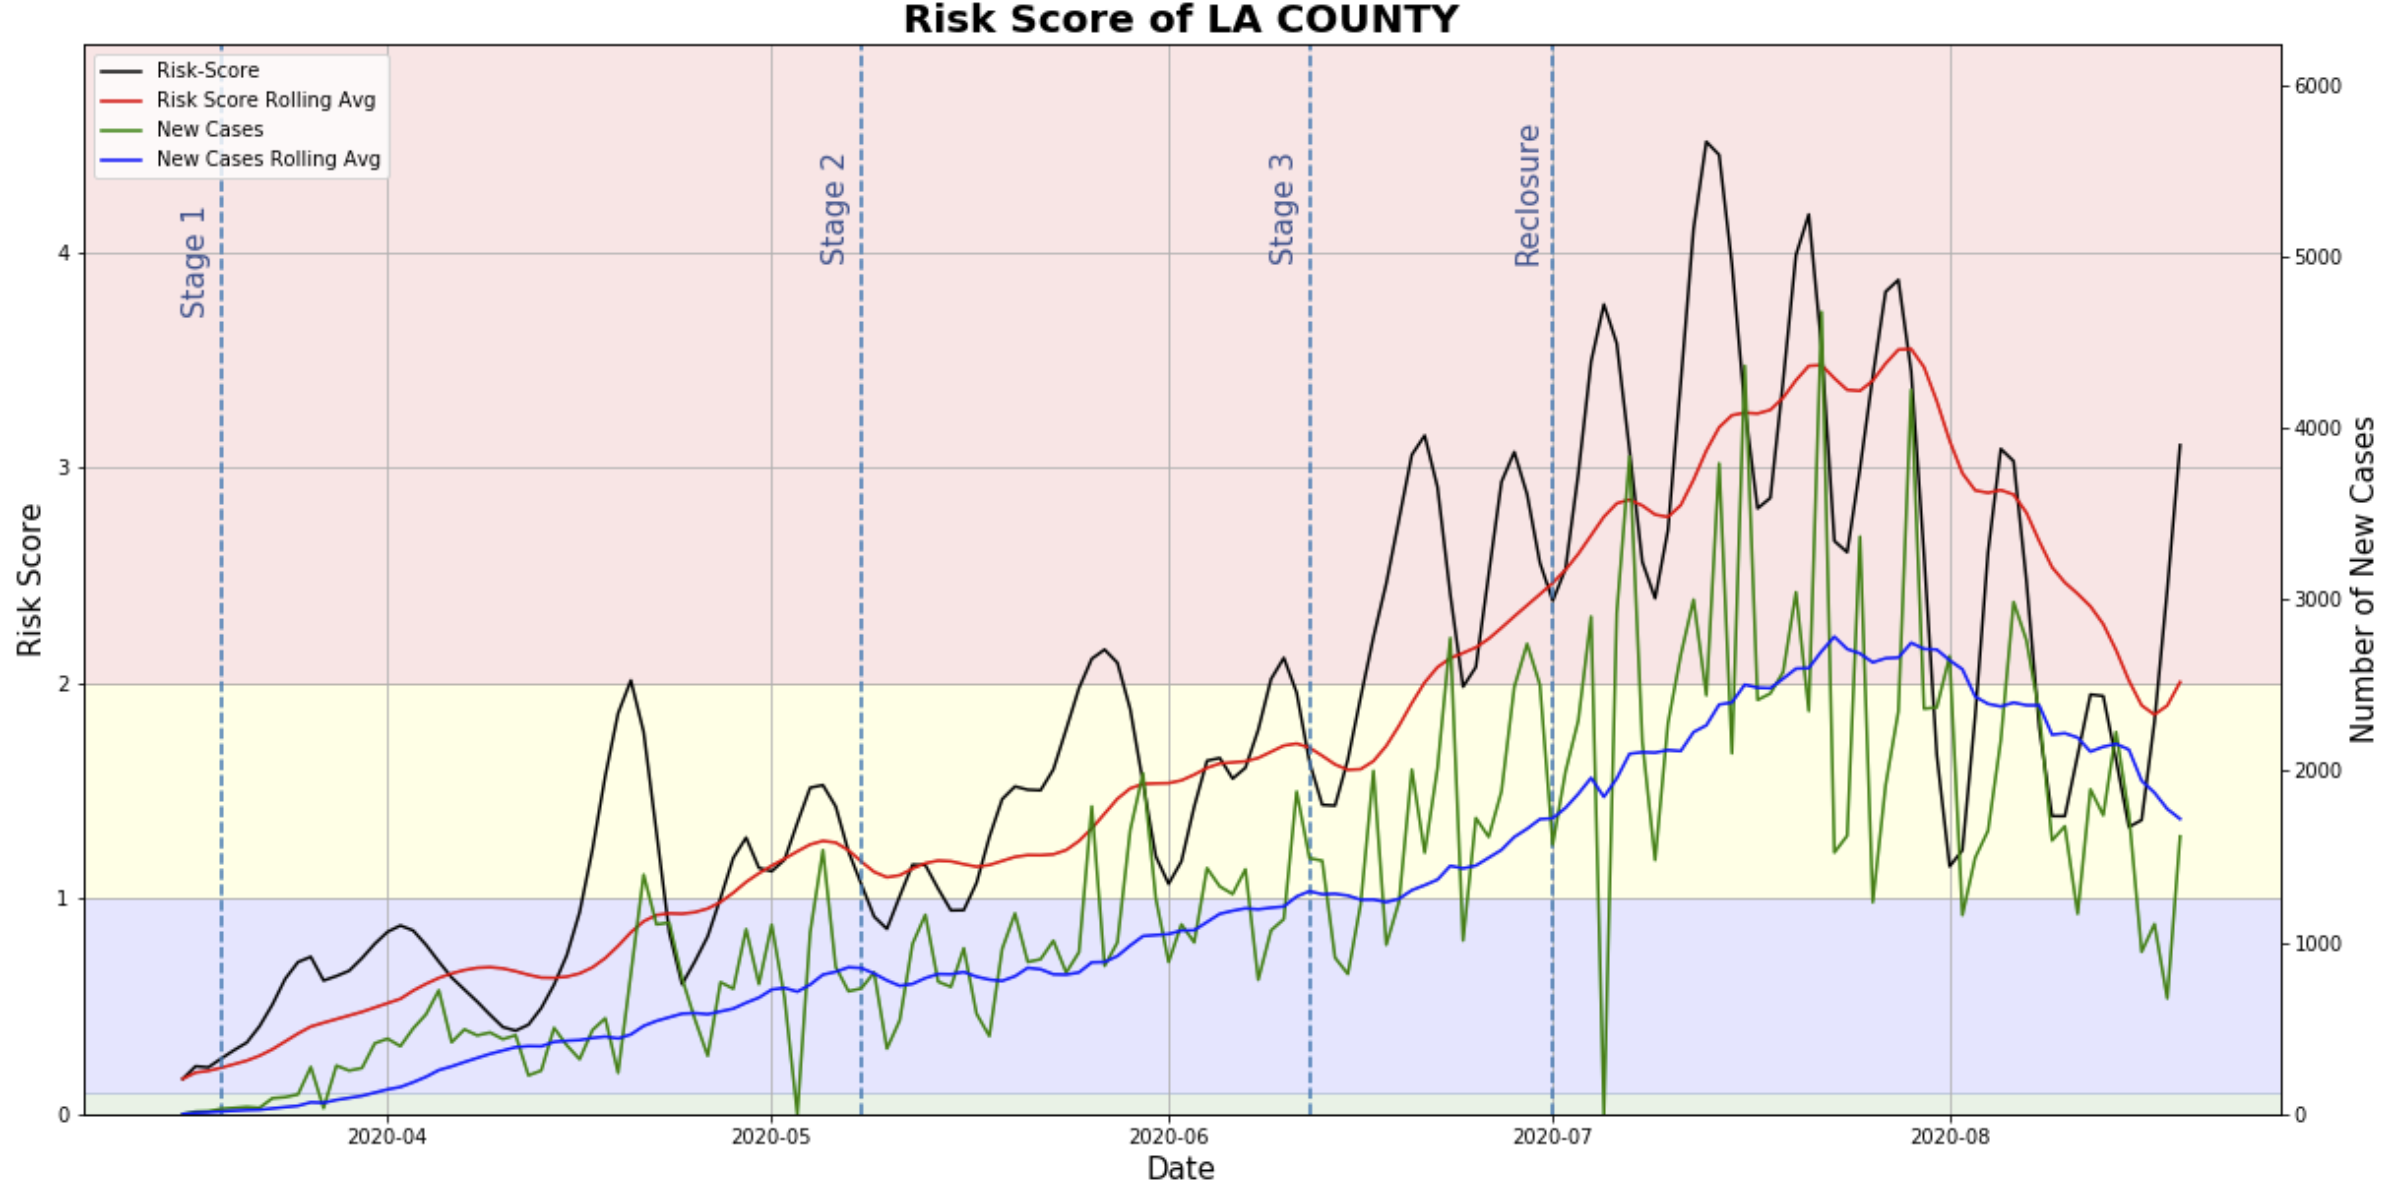 Risk Score of LA COUNTY
Risk-Score
Risk Score Rolling Avg
New Cases
New Cases Rolling Avg
Stage 1
Stage 2
Stage 3
Reclosure
Risk Score
4
3
2
1
0
6000
5000
4000
3000
2000
1000
0
Number of New Cases
2020-04
2020-05
2020-06
2020-07
2020-08
Date